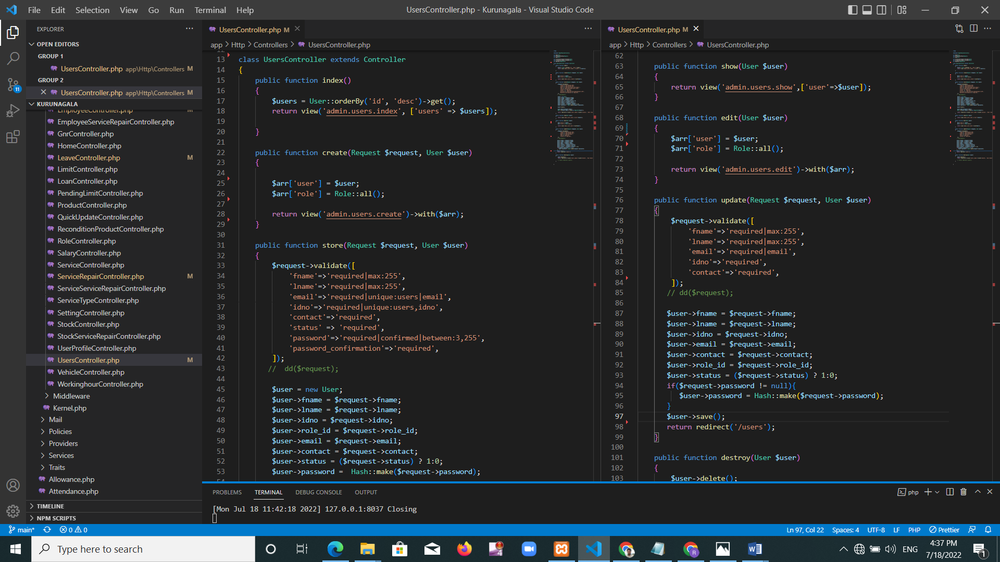 File Edit Selection View Go Run Terminal Help
UsersController.php - Kurunagala - Visual Studio Code
EXPLORER
OPEN EDITORS
GROUP 1
UsersController.php app\Http\Controllers M
GROUP 2
UsersController.php app\Http\Controllers M
KURUNAGALA
EmployeeController.php M
EmployeeServiceRepairController.php
GnrController.php
HomeController.php
LeaveController.php M
LimitController.php
LoanController.php
PendingLimitController.php
ProductController.php
QuickUpdateController.php
ReconditionProductController.php
RoleController.php
SalaryController.php
ServiceController.php
ServiceRepairController.php M
ServiceServiceRepairController.php
ServiceTypeController.php
SettingController.php
StockController.php
StockServiceRepairController.php
UserProfileController.php
UsersController.php M
VehicleController.php
WorkinghourController.php
Middleware
Kernel.php
Mail
Policies
Providers
Services
Traits
Allowance.php
Attendance.php
TIMELINE
NPM SCRIPTS
11
UsersController.php M
app > Http > Controllers > UsersController.php
12
13 class UsersController extends Controller
14 {
15 public function index()
16 {
17 $users = User::orderBy('id', 'desc')->get();
18 return view('admin.users.index', ['users' => $users]);
19
20 }
21
22 public function create(Request $request, User $user)
23 {
24
25 $arr['user'] = $user;
26 $arr['role'] = Role::all();
27
28 return view('admin.users.create')->with($arr);
29 }
30
31 public function store(Request $request, User $user)
32 {
33 $request->validate([
34 'fname'=>'required|max:255',
35 'lname'=>'required|max:255',
36 'email'=>'required|unique:users|email',
37 'idno'=>'required|unique:users,idno',
38 'contact'=>'required',
39 'status' => 'required',
40 'password'=>'required|confirmed|between:3,255',
41 'password_confirmation'=>'required',
42 ]);
43 //  dd($request);
44
45 $user = new User;
46 $user->fname = $request->fname;
47 $user->lname = $request->lname;
48 $user->idno = $request->idno;
49 $user->role_id = $request->role_id;
50 $user->email = $request->email;
51 $user->contact = $request->contact;
52 $user->status = ($request->status) ? 1:0;
53 $user->password =  Hash::make($request->password);
54
UsersController.php M
app > Http > Controllers > UsersController.php
62
63 public function show(User $user)
64 {
65 return view('admin.users.show',['user'=>$user]);
66 }
67
68 public function edit(User $user)
69 {
70 $arr['user'] = $user;
71 $arr['role'] = Role::all();
72
73 return view('admin.users.edit')->with($arr);
74 }
75
76 public function update(Request $request, User $user)
77 {
78 $request->validate([
79 'fname'=>'required|max:255',
80 'lname'=>'required|max:255',
81 'email'=>'required|email',
82 'idno'=>'required',
83 'contact'=>'required',
84 ]);
85 // dd($request);
86
87 $user->fname = $request->fname;
88 $user->lname = $request->lname;
89 $user->idno = $request->idno;
90 $user->email = $request->email;
91 $user->contact = $request->contact;
92 $user->role_id = $request->role_id;
93 $user->status = ($request->status) ? 1:0;
94 if($request->password != null){
95 $user->password = Hash::make($request->password);
96 }
97 $user->save();
98 return redirect('/users');
99 }
100
101 public function destroy(User $user)
102 {
103 $user->delete();
PROBLEMS TERMINAL DEBUG CONSOLE OUTPUT
php
[Mon Jul 18 11:42:18 2022] 127.0.0.1:8037 Closing
main* 0 0
Ln 97, Col 22 Spaces: 4 UTF-8 LF PHP Prettier
Type here to search
ENG
4:37 PM
7/18/2022
1